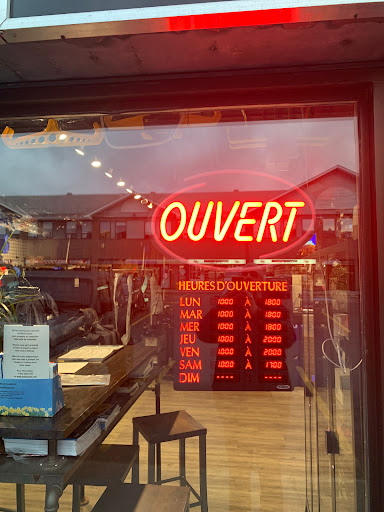 OUVERT
HEURES D'OUVERTURE
LUN 1000 À 1800
MAR 1000 À 1800
MER 1000 À 1800
JEU 1000 À 2000
VEN 1000 À 2000
SAM 1000 À 1700
DIM ---- ----